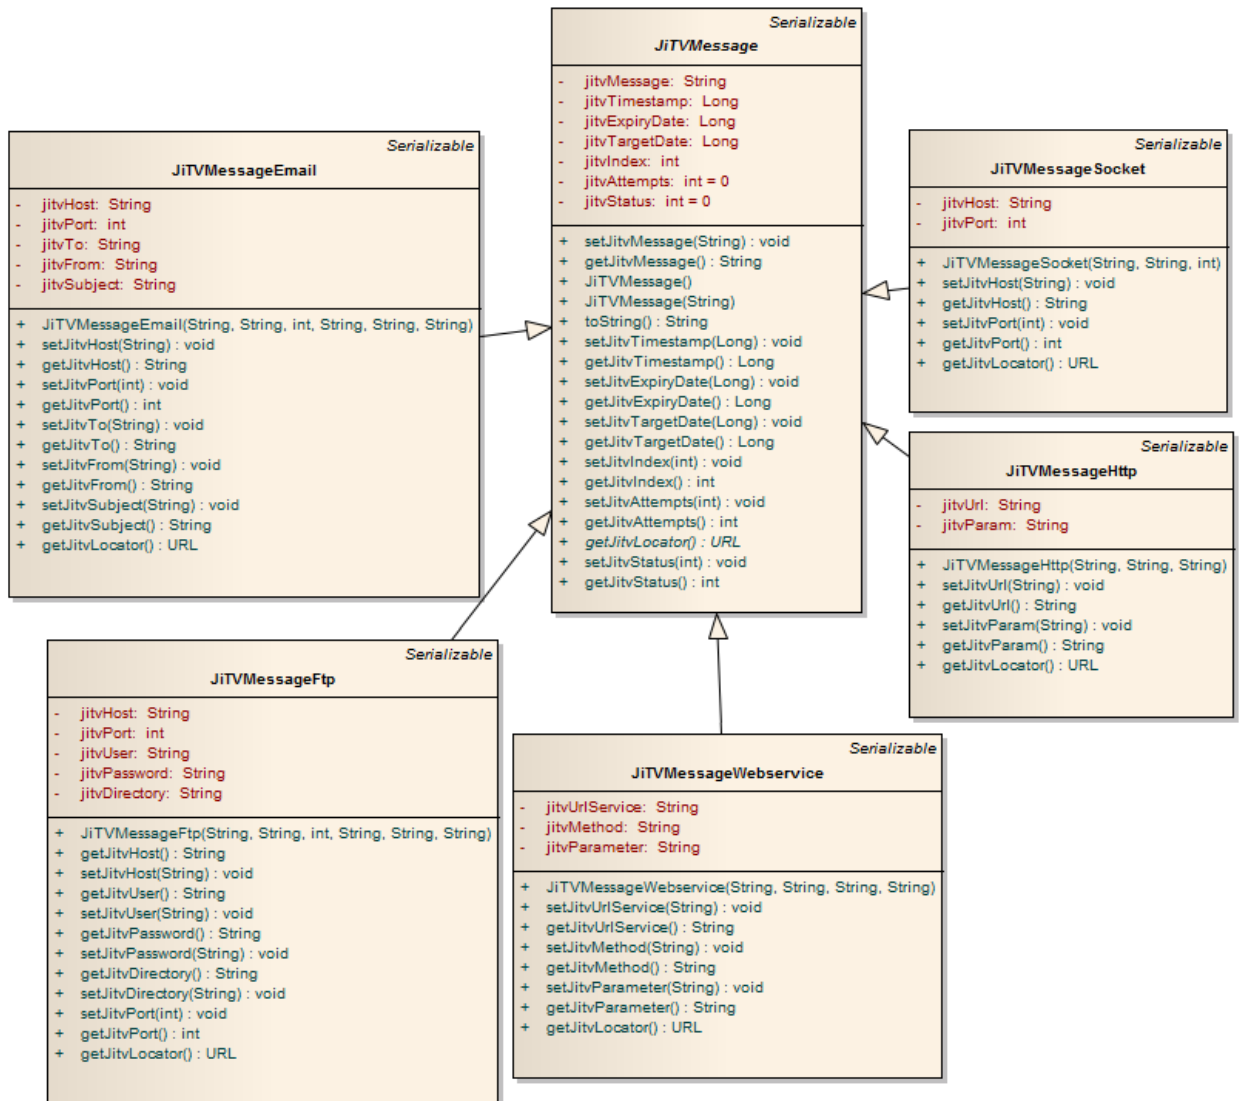 Serializable
JiTVMessage
- jitvMessage: String
- jitvTimestamp: Long
- jitvExpiryDate: Long
- jitvTargetDate: Long
- jitvIndex: int
- jitvAttempts: int = 0
- jitvStatus: int = 0
+ setJitvMessage(String) : void
+ getJitvMessage() : String
+ JiTVMessage()
+ JiTVMessage(String)
+ toString() : String
+ setJitvTimestamp(Long) : void
+ getJitvTimestamp() : Long
+ setJitvExpiryDate(Long) : void
+ getJitvExpiryDate() : Long
+ setJitvTargetDate(Long) : void
+ getJitvTargetDate() : Long
+ setJitvIndex(int) : void
+ getJitvIndex() : int
+ setJitvAttempts(int) : void
+ getJitvAttempts() : int
+ getJitvLocator() : URL
+ setJitvStatus(int) : void
+ getJitvStatus() : int
Serializable
JiTVMessageEmail
- jitvHost: String
- jitvPort: int
- jitvTo: String
- jitvFrom: String
- jitvSubject: String
+ JiTVMessageEmail(String, String, int, String, String, String)
+ setJitvHost(String) : void
+ getJitvHost() : String
+ setJitvPort(int) : void
+ getJitvPort() : int
+ setJitvTo(String) : void
+ getJitvTo() : String
+ setJitvFrom(String) : void
+ getJitvFrom() : String
+ setJitvSubject(String) : void
+ getJitvSubject() : String
+ getJitvLocator() : URL
Serializable
JiTVMessageSocket
- jitvHost: String
- jitvPort: int
+ JiTVMessageSocket(String, String, int)
+ setJitvHost(String) : void
+ getJitvHost() : String
+ setJitvPort(int) : void
+ getJitvPort() : int
+ getJitvLocator() : URL
Serializable
JiTVMessageHttp
- jitvUrl: String
- jitvParam: String
+ JiTVMessageHttp(String, String, String)
+ setJitvUrl(String) : void
+ getJitvUrl() : String
+ setJitvParam(String) : void
+ getJitvParam() : String
+ getJitvLocator() : URL
Serializable
JiTVMessageFtp
- jitvHost: String
- jitvPort: int
- jitvUser: String
- jitvPassword: String
- jitvDirectory: String
+ JiTVMessageFtp(String, String, int, String, String, String)
+ getJitvHost() : String
+ setJitvHost(String) : void
+ getJitvUser() : String
+ setJitvUser(String) : void
+ getJitvPassword() : String
+ setJitvPassword(String) : void
+ getJitvDirectory() : String
+ setJitvDirectory(String) : void
+ setJitvPort(int) : void
+ getJitvPort() : int
+ getJitvLocator() : URL
Serializable
JiTVMessageWebservice
- jitvUrlService: String
- jitvMethod: String
- jitvParameter: String
+ JiTVMessageWebservice(String, String, String, String)
+ setJitvUrlService(String) : void
+ getJitvUrlService() : String
+ setJitvMethod(String) : void
+ getJitvMethod() : String
+ setJitvParameter(String) : void
+ getJitvParameter() : String
+ getJitvLocator() : URL